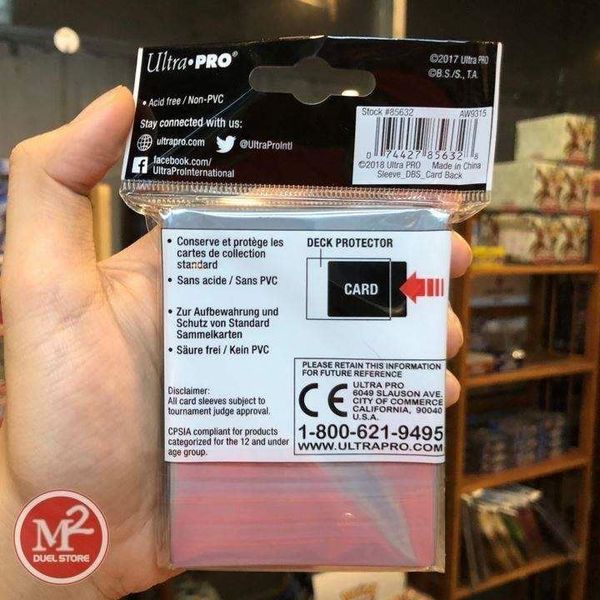 Ultra•PRO®
©2017 Ultra PRO
©B.S./S., T.A.
• Acid free / Non-PVC
Stay connected with us:
ultrapro.com
@UltraProIntl
facebook.com/
UltraProInternational
Stock #85632
AW9315
0 74427 85632 8
©2018 Ultra PRO Made in China
Sleeve_DBS_Card Back
• Conserve et protège les
cartes de collection
standard
• Sans acide / Sans PVC
• Zur Aufbewahrung und
Schutz von Standard
Sammelkarten
• Säure frei / Kein PVC
DECK PROTECTOR
CARD
Disclaimer:
All card sleeves subject to
tournament judge approval.
CPSIA compliant for products
categorized for the 12 and under
age group.
PLEASE RETAIN THIS INFORMATION
FOR FUTURE REFERENCE
CE
ULTRA PRO
6049 SLAUSON AVE.
CITY OF COMMERCE
CALIFORNIA, 90040
U.S.A.
1-800-621-9495
WWW.ULTRAPRO.COM
M2
DUEL STORE